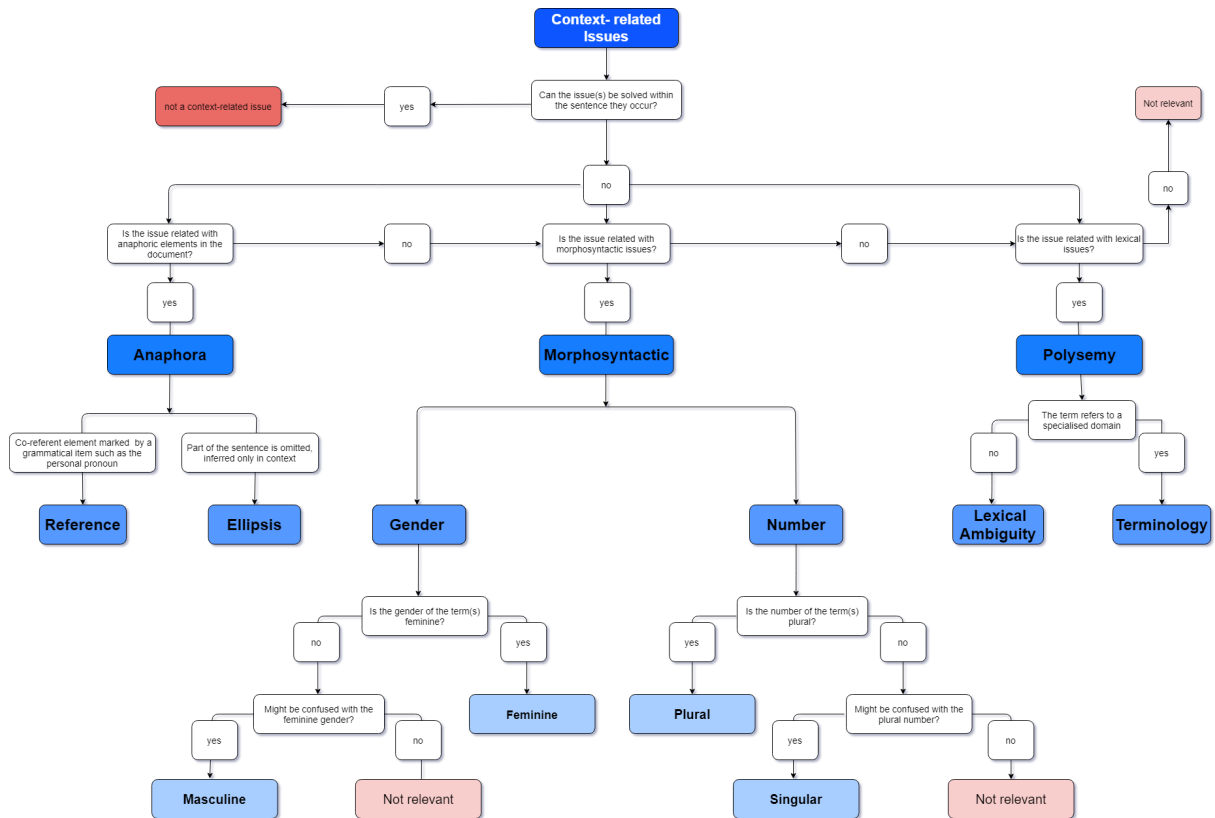 Context- related
Issues
Can the issue(s) be solved within
the sentence they occur?
yes
not a context-related issue
Not relevant
no
no
Is the issue related with
anaphoric elements in the
document?
no
Is the issue related with
morphosyntactic issues?
no
Is the issue related with lexical
issues?
yes
yes
yes
Anaphora
Morphosyntactic
Polysemy
Co-referent element marked by a
grammatical item such as the
personal pronoun
Part of the sentence is omitted,
inferred only in context
The term refers to a
specialised domain
no
yes
Reference
Ellipsis
Gender
Number
Lexical
Ambiguity
Terminology
Is the gender of the term(s)
feminine?
no
yes
Is the number of the term(s)
plural?
yes
no
Might be confused with the
feminine gender?
Feminine
Plural
Might be confused with the
plural number?
yes
no
yes
no
Masculine
Not relevant
Singular
Not relevant